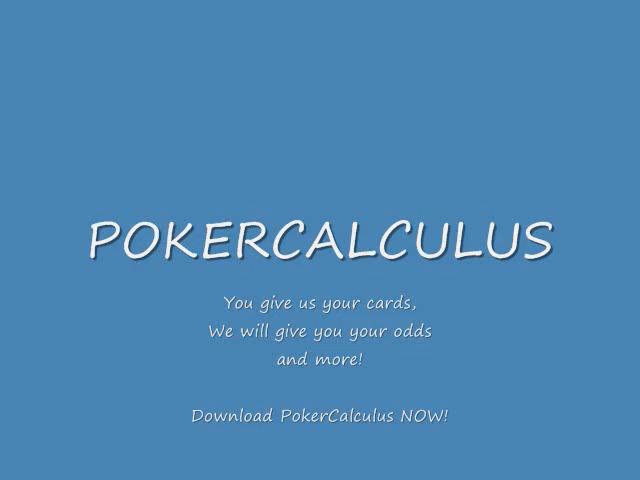 POKERCALCULUS
You give us your cards,
We will give you your odds
and more!
Download PokerCalculus NOW!